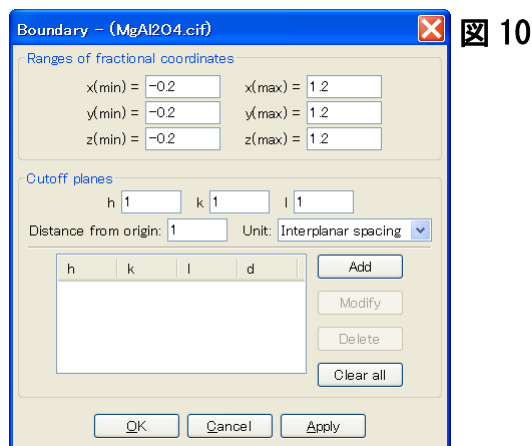 Boundary - (MgAl2O4.cif)
図 10
Ranges of fractional coordinates
x(min) = -0.2 x(max) = 1.2
y(min) = -0.2 y(max) = 1.2
z(min) = -0.2 z(max) = 1.2
Cutoff planes
h 1 k 1 l 1
Distance from origin: 1 Unit: Interplanar spacing
h k l d
Add
Modify
Delete
Clear all
OK Cancel Apply